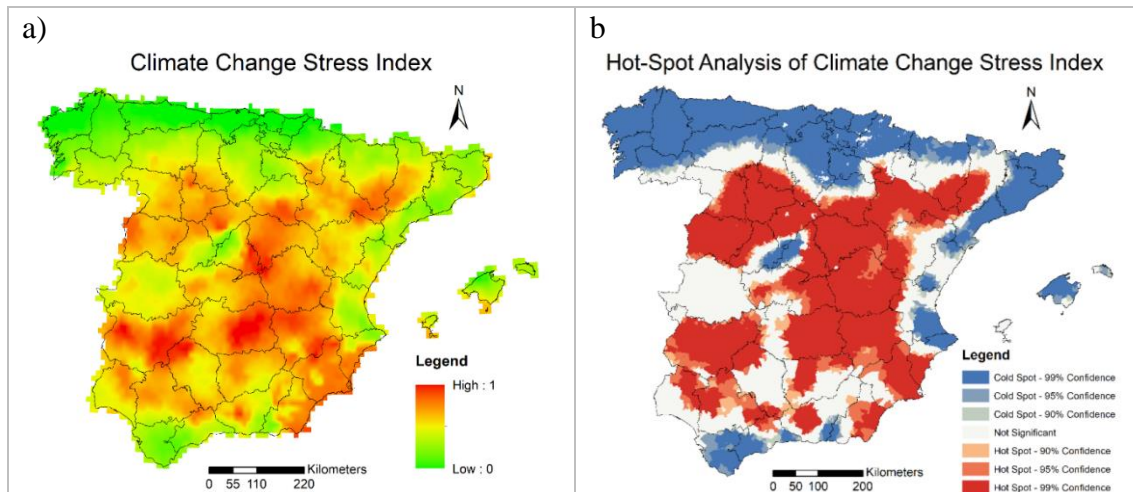 a)
Climate Change Stress Index
N
Legend
High : 1
Low : 0
Kilometers
0 55 110 220
b
Hot-Spot Analysis of Climate Change Stress Index
N
Legend
Cold Spot - 99% Confidence
Cold Spot - 95% Confidence
Cold Spot - 90% Confidence
Not Significant
Hot Spot - 90% Confidence
Hot Spot - 95% Confidence
Hot Spot - 99% Confidence
Kilometers
0 50 100 200